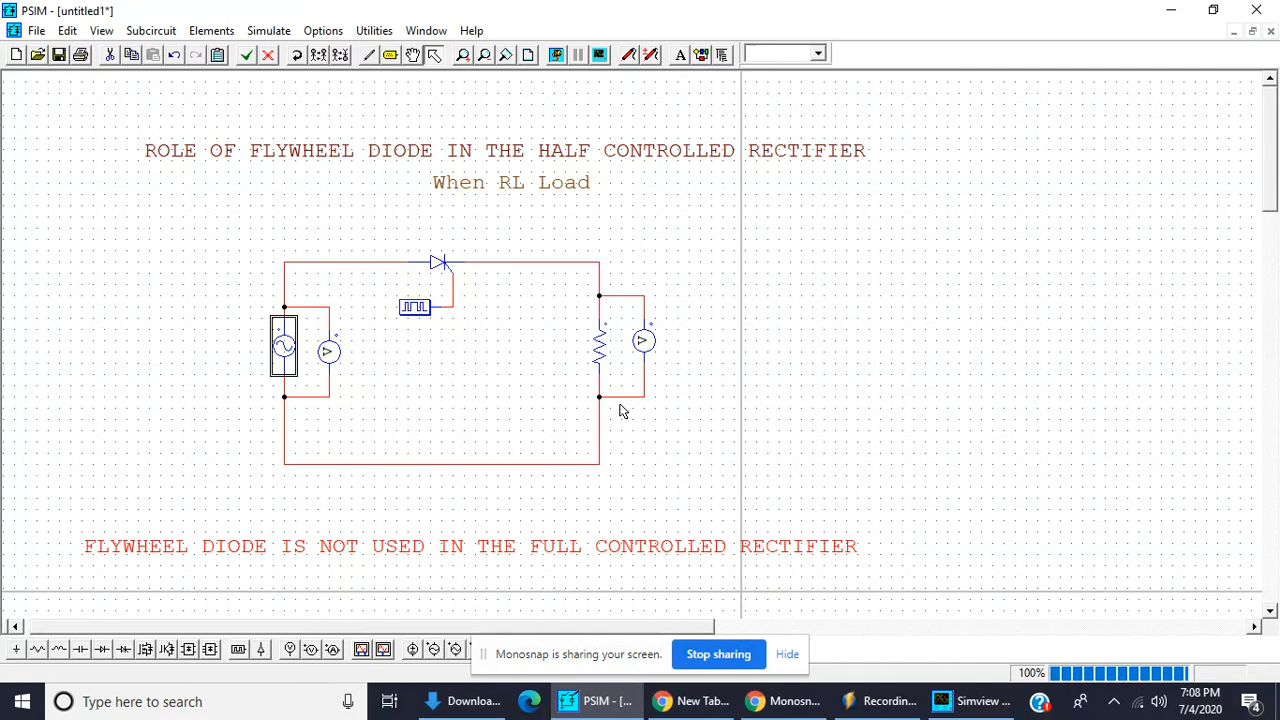 PSIM - [untitled1*]
File Edit View Subcircuit Elements Simulate Options Utilities Window Help
ROLE OF FLYWHEEL DIODE IN THE HALF CONTROLLED RECTIFIER
When RL Load
V
V
FLYWHEEL DIODE IS NOT USED IN THE FULL CONTROLLED RECTIFIER
Monosnap is sharing your screen. Stop sharing Hide
100%
Type here to search
Downloa...
PSIM - [...
New Tab...
Monosn...
Recordin...
Simview ...
7:08 PM
7/4/2020
4